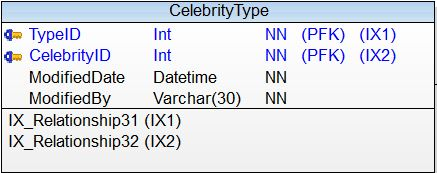 CelebrityType
TypeID Int NN (PFK) (IX1)
CelebrityID Int NN (PFK) (IX2)
ModifiedDate Datetime NN
ModifiedBy Varchar(30) NN
IX_Relationship31 (IX1)
IX_Relationship32 (IX2)